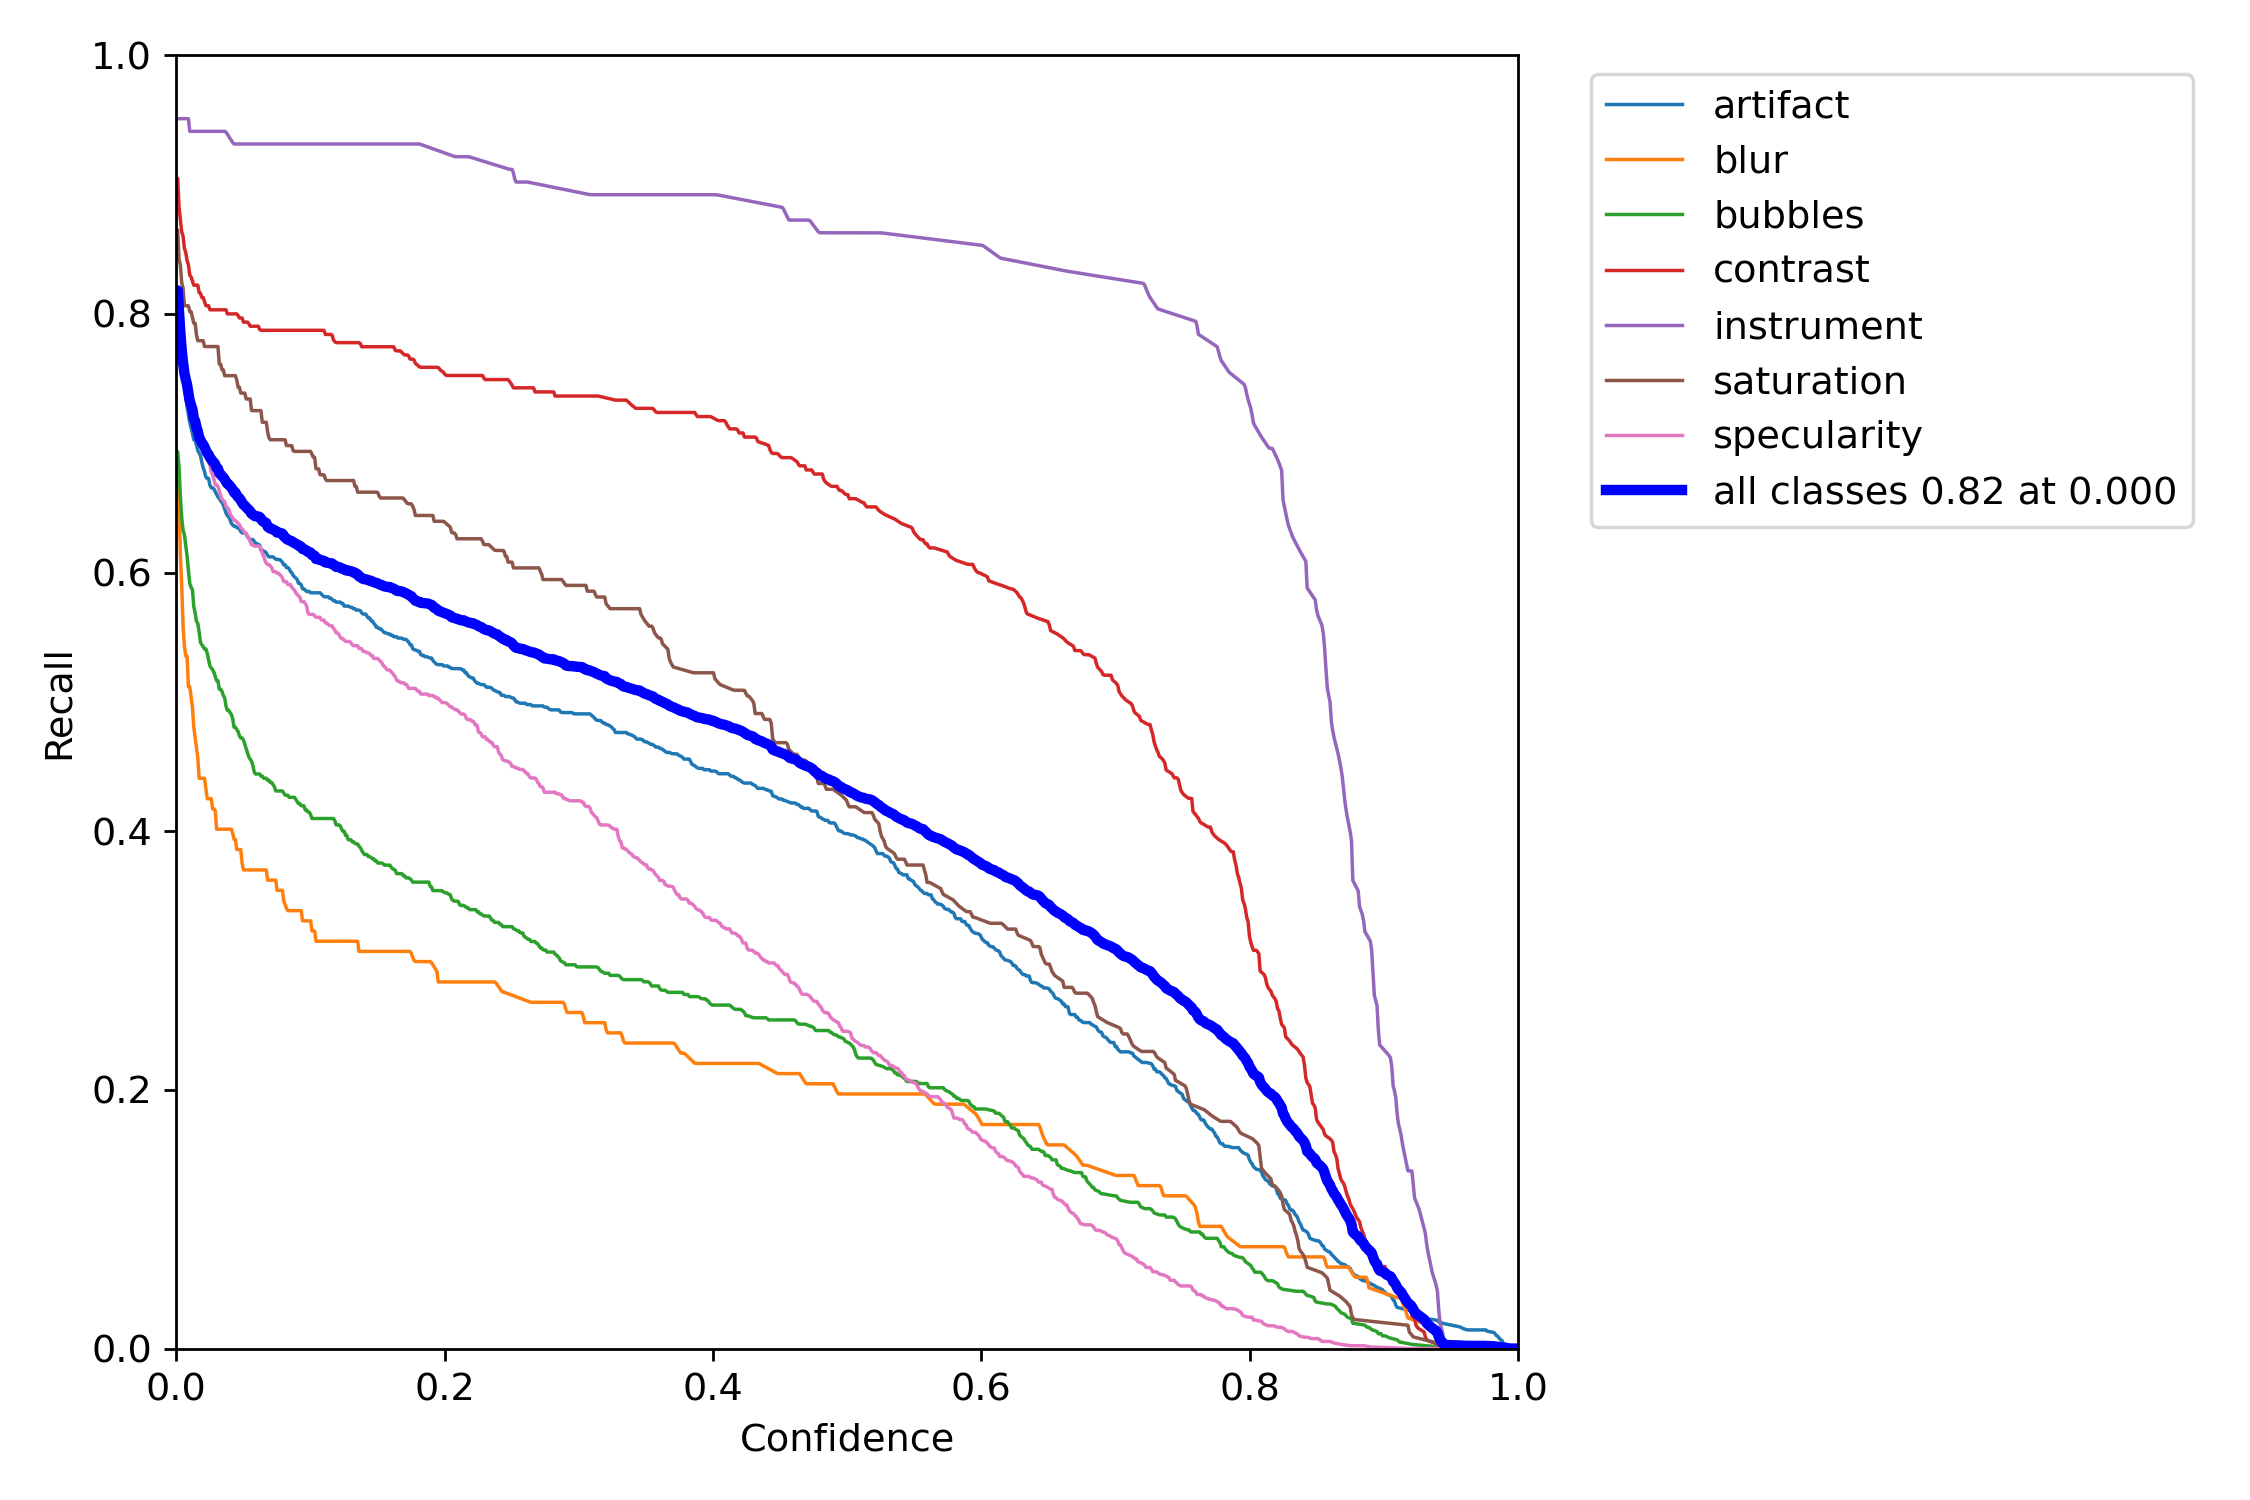 1.0
0.8
0.6
0.4
0.2
0.0
Recall
0.0 0.2 0.4 0.6 0.8 1.0
Confidence
artifact
blur
bubbles
contrast
instrument
saturation
specularity
all classes 0.82 at 0.000